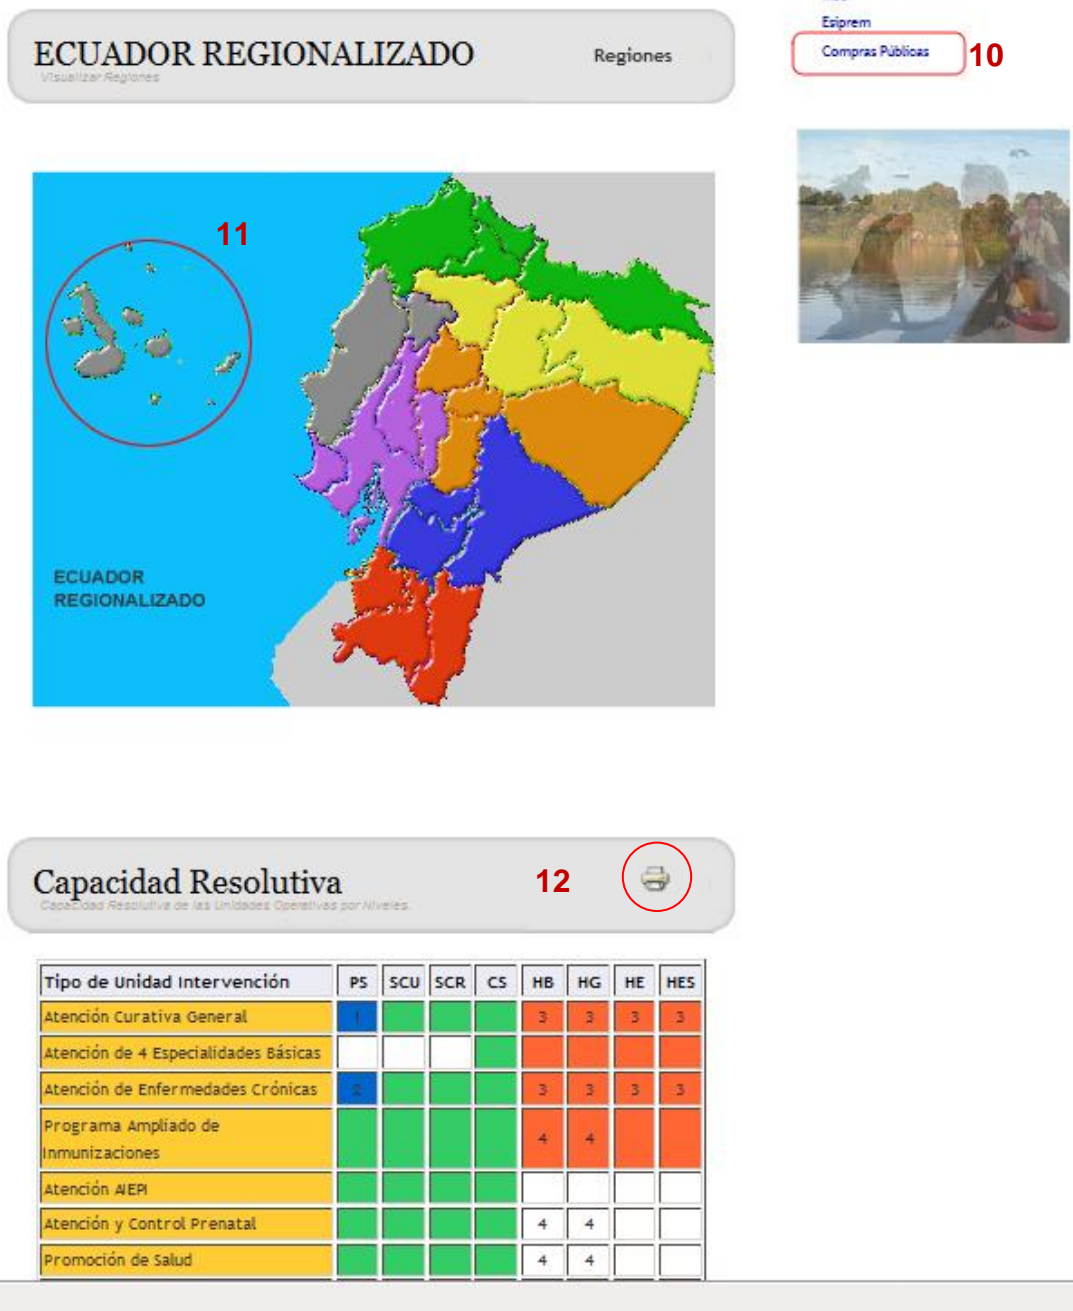 Esiprem
Compras Públicas
10
ECUADOR REGIONALIZADO
Visualizar Regiones
Regiones
11
ECUADOR
REGIONALIZADO
Capacidad Resolutiva
Capacidad Resolutiva de las Unidades Operativas por Niveles.
12
Tipo de Unidad Intervención PS SCU SCR CS HB HG HE HES
Atención Curativa General 1 3 3 3 3
Atención de 4 Especialidades Básicas
Atención de Enfermedades Crónicas 2 3 3 3 3
Programa Ampliado de
Inmunizaciones 4 4
Atención AIEPI
Atención y Control Prenatal 4 4
Promoción de Salud 4 4